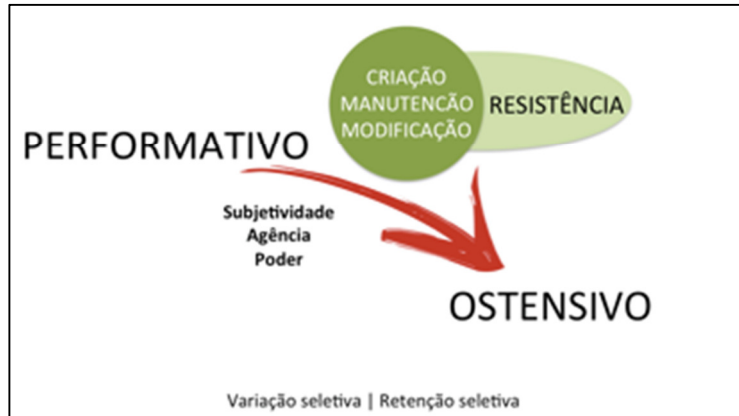 CRIAÇÃO
MANUTENCÃO
MODIFICAÇÃO
RESISTÊNCIA
PERFORMATIVO
Subjetividade
Agência
Poder
OSTENSIVO
Variação seletiva | Retenção seletiva